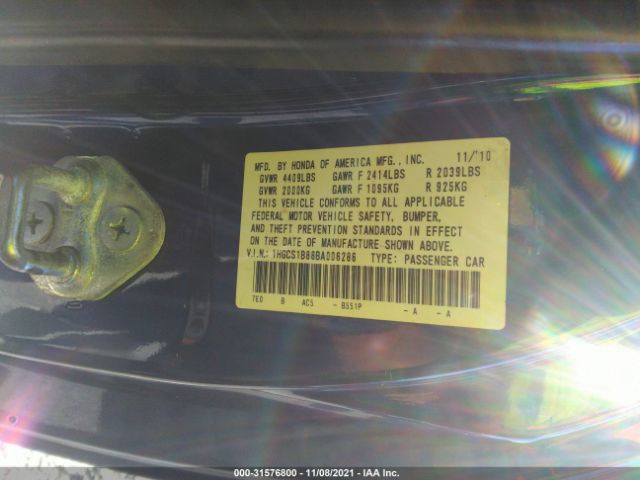 MFD. BY HONDA OF AMERICA MFG., INC. 11/'10
GVWR 4409LBS GAWR F 2414LBS R 2039LBS
GVWR 2000KG GAWR F 1095KG R 925KG
THIS VEHICLE CONFORMS TO ALL APPLICABLE
FEDERAL MOTOR VEHICLE SAFETY, BUMPER,
AND THEFT PREVENTION STANDARDS IN EFFECT
ON THE DATE OF MANUFACTURE SHOWN ABOVE.
V.I.N.: 1HGCS1B88BA006286 TYPE: PASSENGER CAR
TE0 B AC5 - B551P - A - A
000-31576800 - 11/08/2021 - IAA Inc.